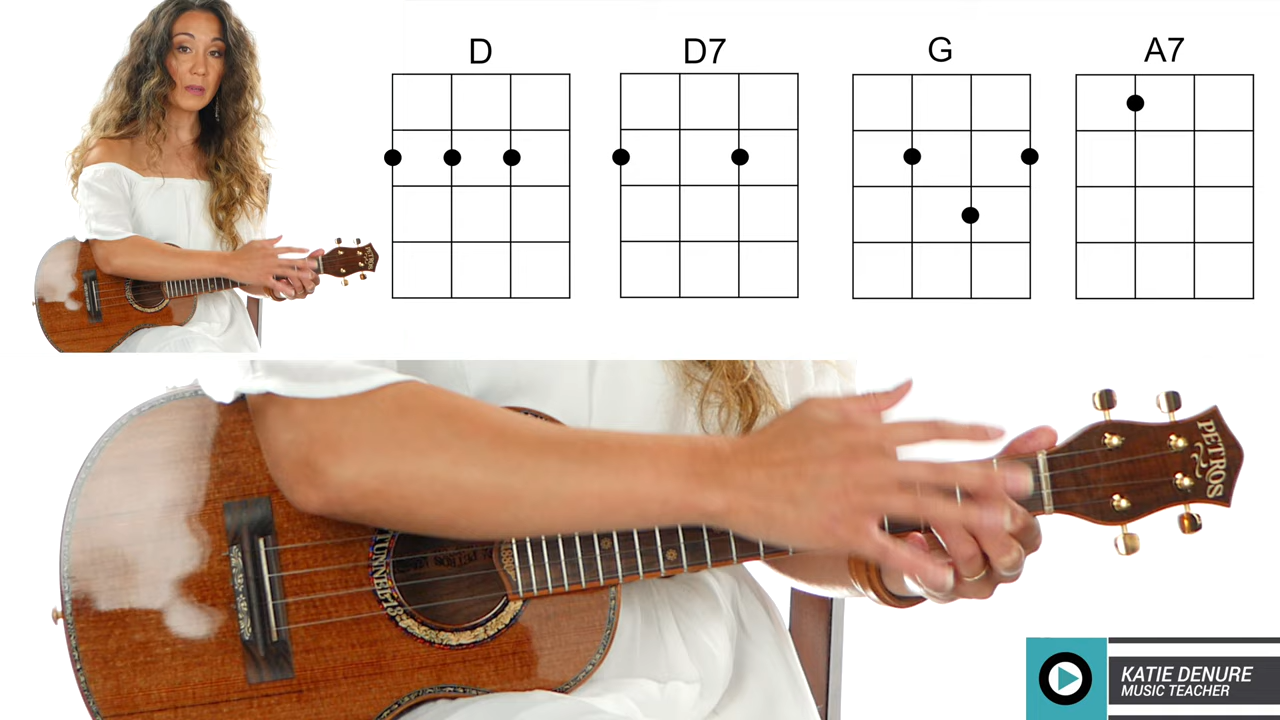 D
D7
G
A7
PETROS
PETROS
KATIE DENURE
MUSIC TEACHER